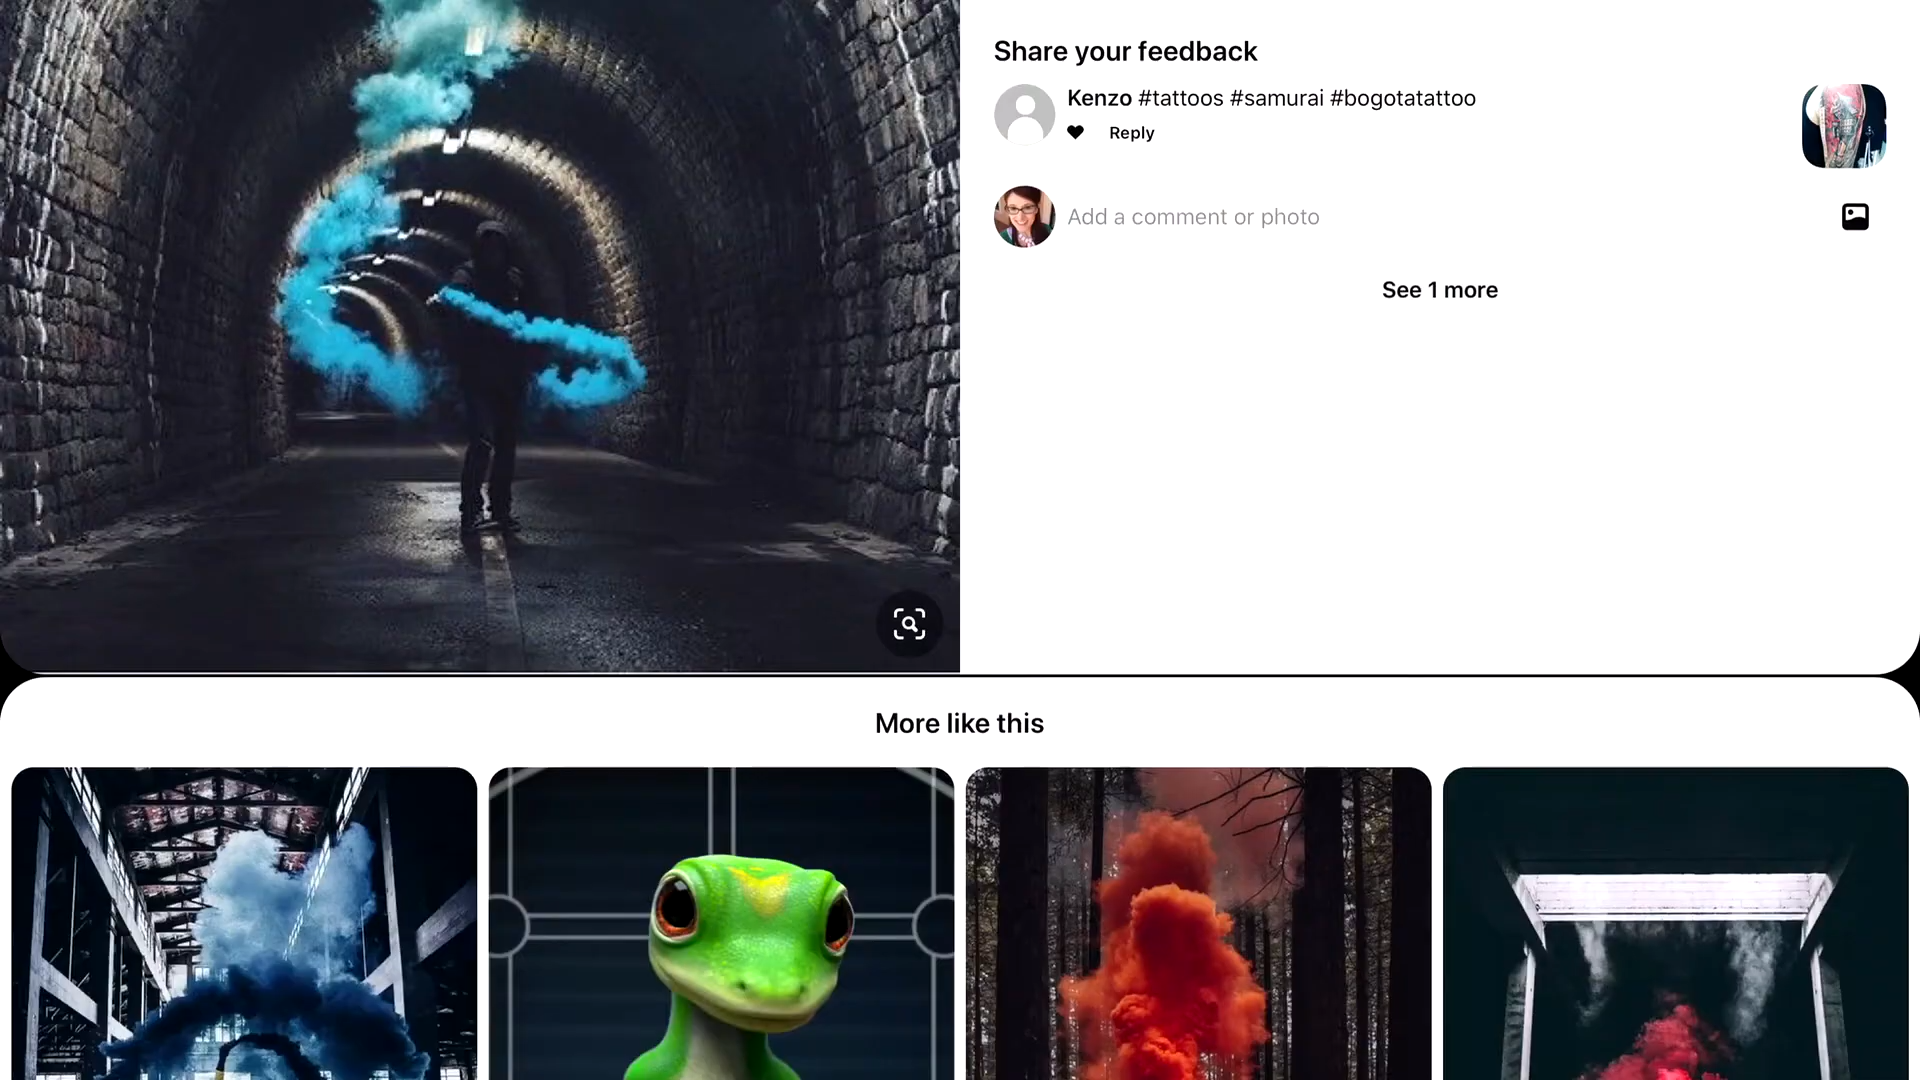 Share your feedback
Kenzo #tattoos #samurai #bogotatattoo
Reply
Add a comment or photo
See 1 more
More like this